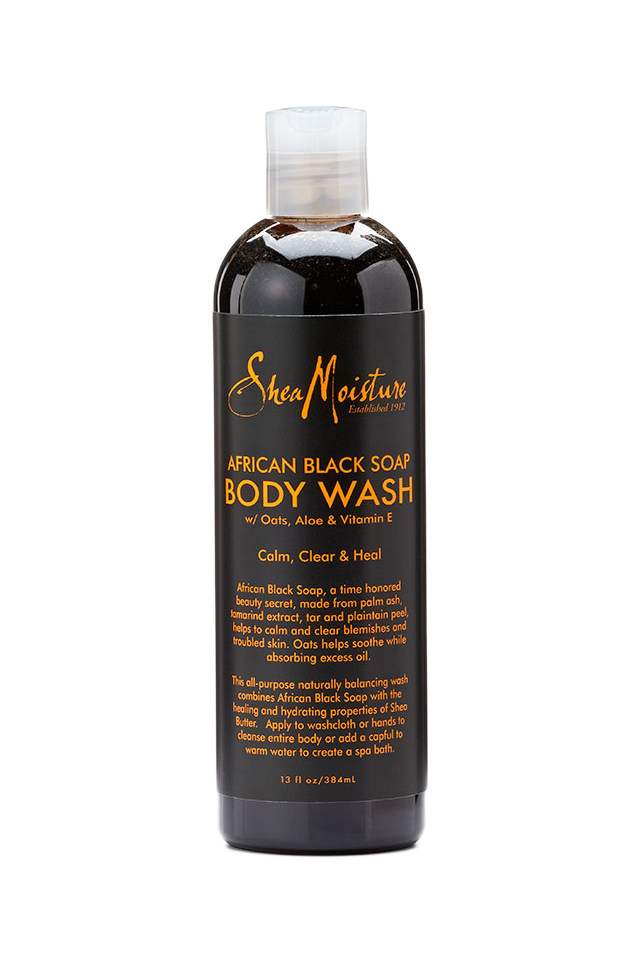 SheaMoisture
Established 1912
AFRICAN BLACK SOAP
BODY WASH
w/ Oats, Aloe & Vitamin E
Calm, Clear & Heal
African Black Soap, a time honored
beauty secret, made from palm ash,
tamarind extract, tar and plaintain peel,
helps to calm and clear blemishes and
troubled skin. Oats helps soothe while
absorbing excess oil.
This all-purpose naturally balancing wash
combines African Black Soap with the
healing and hydrating properties of Shea
Butter. Apply to washcloth or hands to
cleanse entire body or add a capful to
warm water to create a spa bath.
13 fl oz/384mL